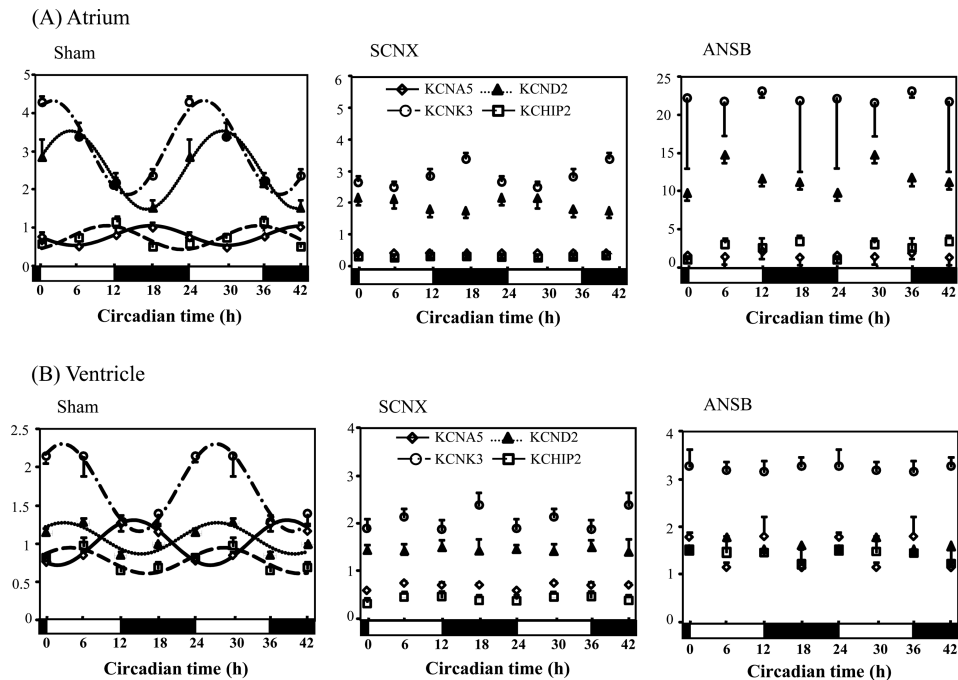 (A) Atrium
Sham
SCNX
ANSB
KCNA5
KCND2
KCNK3
KCHIP2
5
4
3
2
1
0
6
5
4
3
2
1
0
25
20
15
10
5
0
0 6 12 18 24 30 36 42
0 6 12 18 24 30 36 42
0 6 12 18 24 30 36 42
Circadian time (h)
Circadian time (h)
Circadian time (h)
(B) Ventricle
Sham
SCNX
ANSB
KCNA5
KCND2
KCNK3
KCHIP2
2.5
2
1.5
1
0.5
0
4
3
2
1
0
4
3
2
1
0
0 6 12 18 24 30 36 42
0 6 12 18 24 30 36 42
0 6 12 18 24 30 36 42
Circadian time (h)
Circadian time (h)
Circadian time (h)